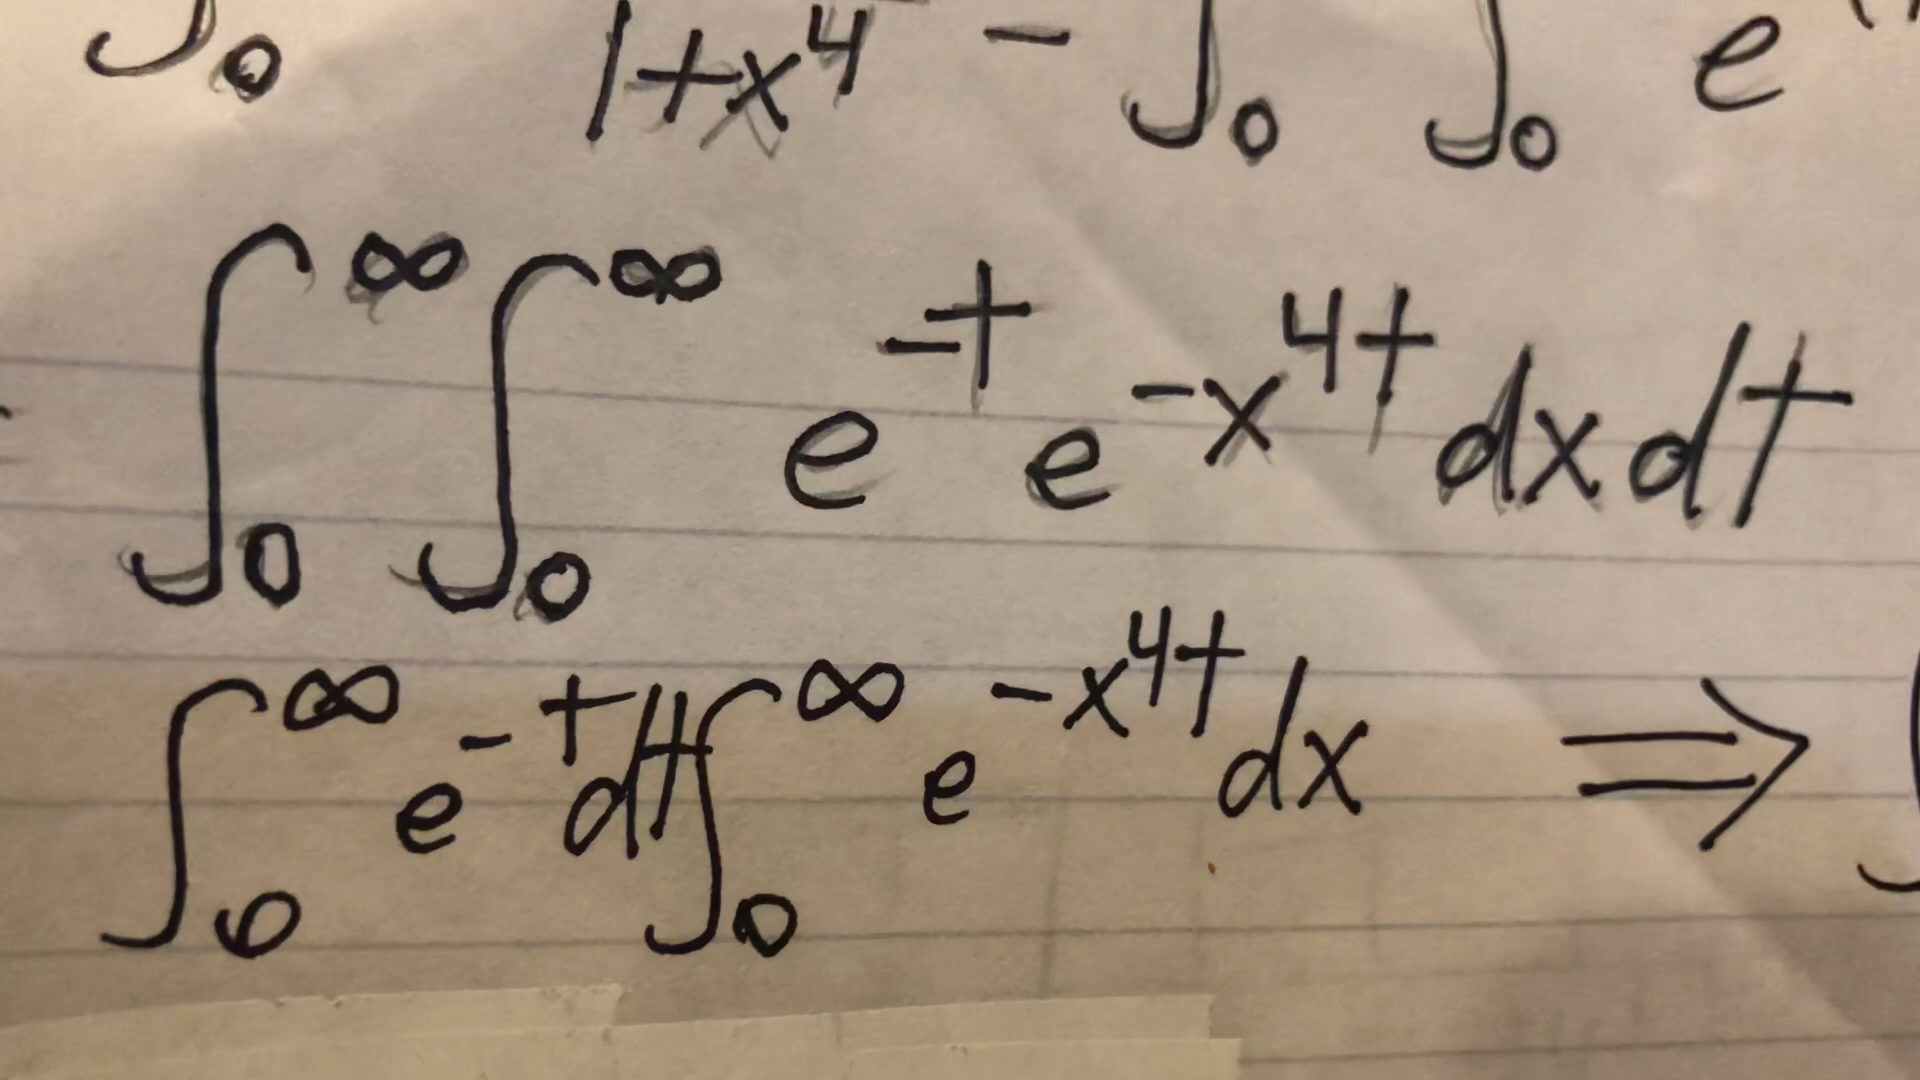 ∫₀ 1+x⁴ - ∫₀ ∫₀ e
∫₀^∞ ∫₀^∞ e^{-t} e^{-x⁴t} dx dt
∫₀^∞ e^{-t} dt ∫₀^∞ e^{-x⁴t} dx ⇒